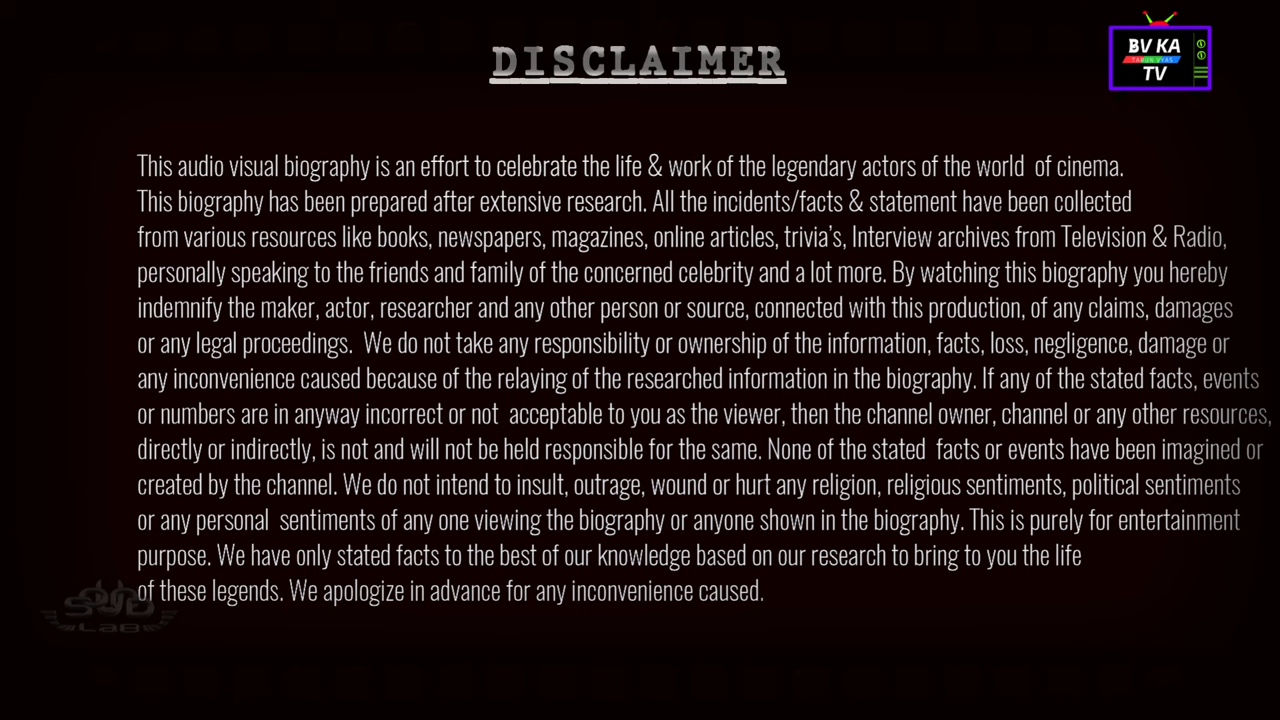 DISCLAIMER
BV KA
TARUN VYAS
TV
This audio visual biography is an effort to celebrate the life & work of the legendary actors of the world of cinema.
This biography has been prepared after extensive research. All the incidents/facts & statement have been collected
from various resources like books, newspapers, magazines, online articles, trivia's, Interview archives from Television & Radio,
personally speaking to the friends and family of the concerned celebrity and a lot more. By watching this biography you hereby
indemnify the maker, actor, researcher and any other person or source, connected with this production, of any claims, damages
or any legal proceedings. We do not take any responsibility or ownership of the information, facts, loss, negligence, damage or
any inconvenience caused because of the relaying of the researched information in the biography. If any of the stated facts, events
or numbers are in anyway incorrect or not acceptable to you as the viewer, then the channel owner, channel or any other resources,
directly or indirectly, is not and will not be held responsible for the same. None of the stated facts or events have been imagined or
created by the channel. We do not intend to insult, outrage, wound or hurt any religion, religious sentiments, political sentiments
or any personal sentiments of any one viewing the biography or anyone shown in the biography. This is purely for entertainment
purpose. We have only stated facts to the best of our knowledge based on our research to bring to you the life
of these legends. We apologize in advance for any inconvenience caused.
LAB